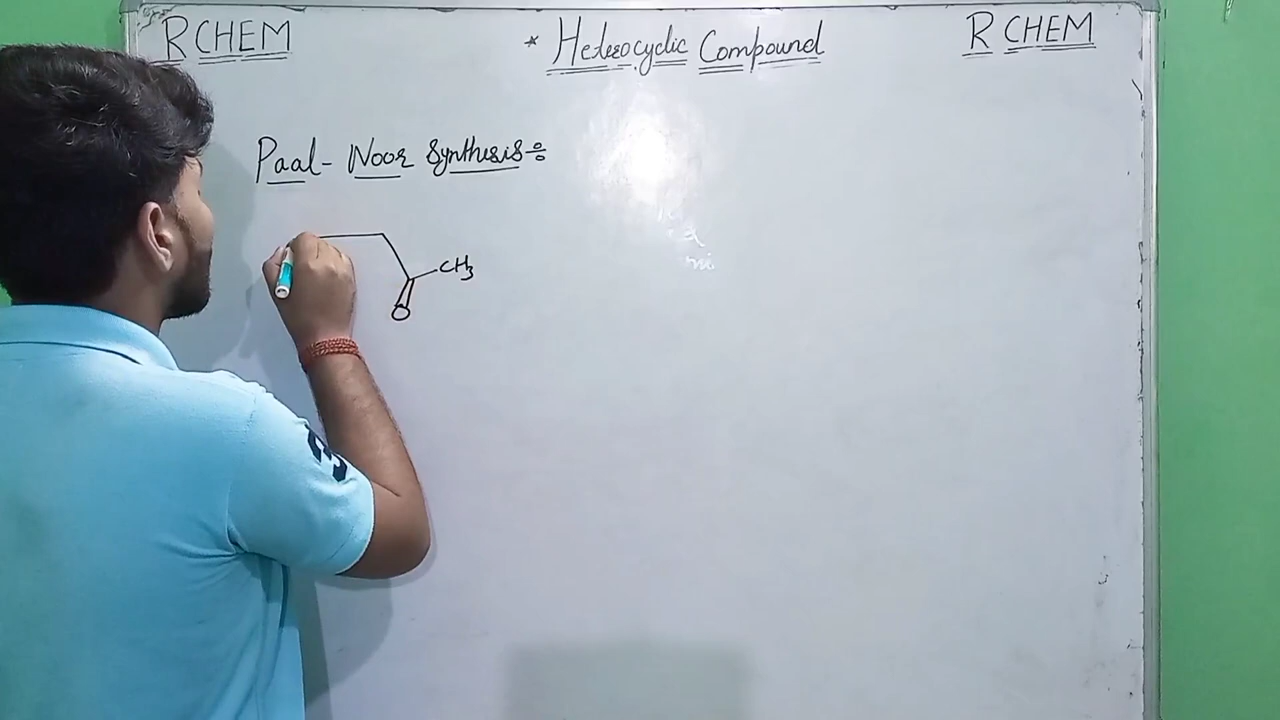 R CHEM
* Heterocyclic Compound
R CHEM
Paal - Noor Synthesis ÷
CH3
O